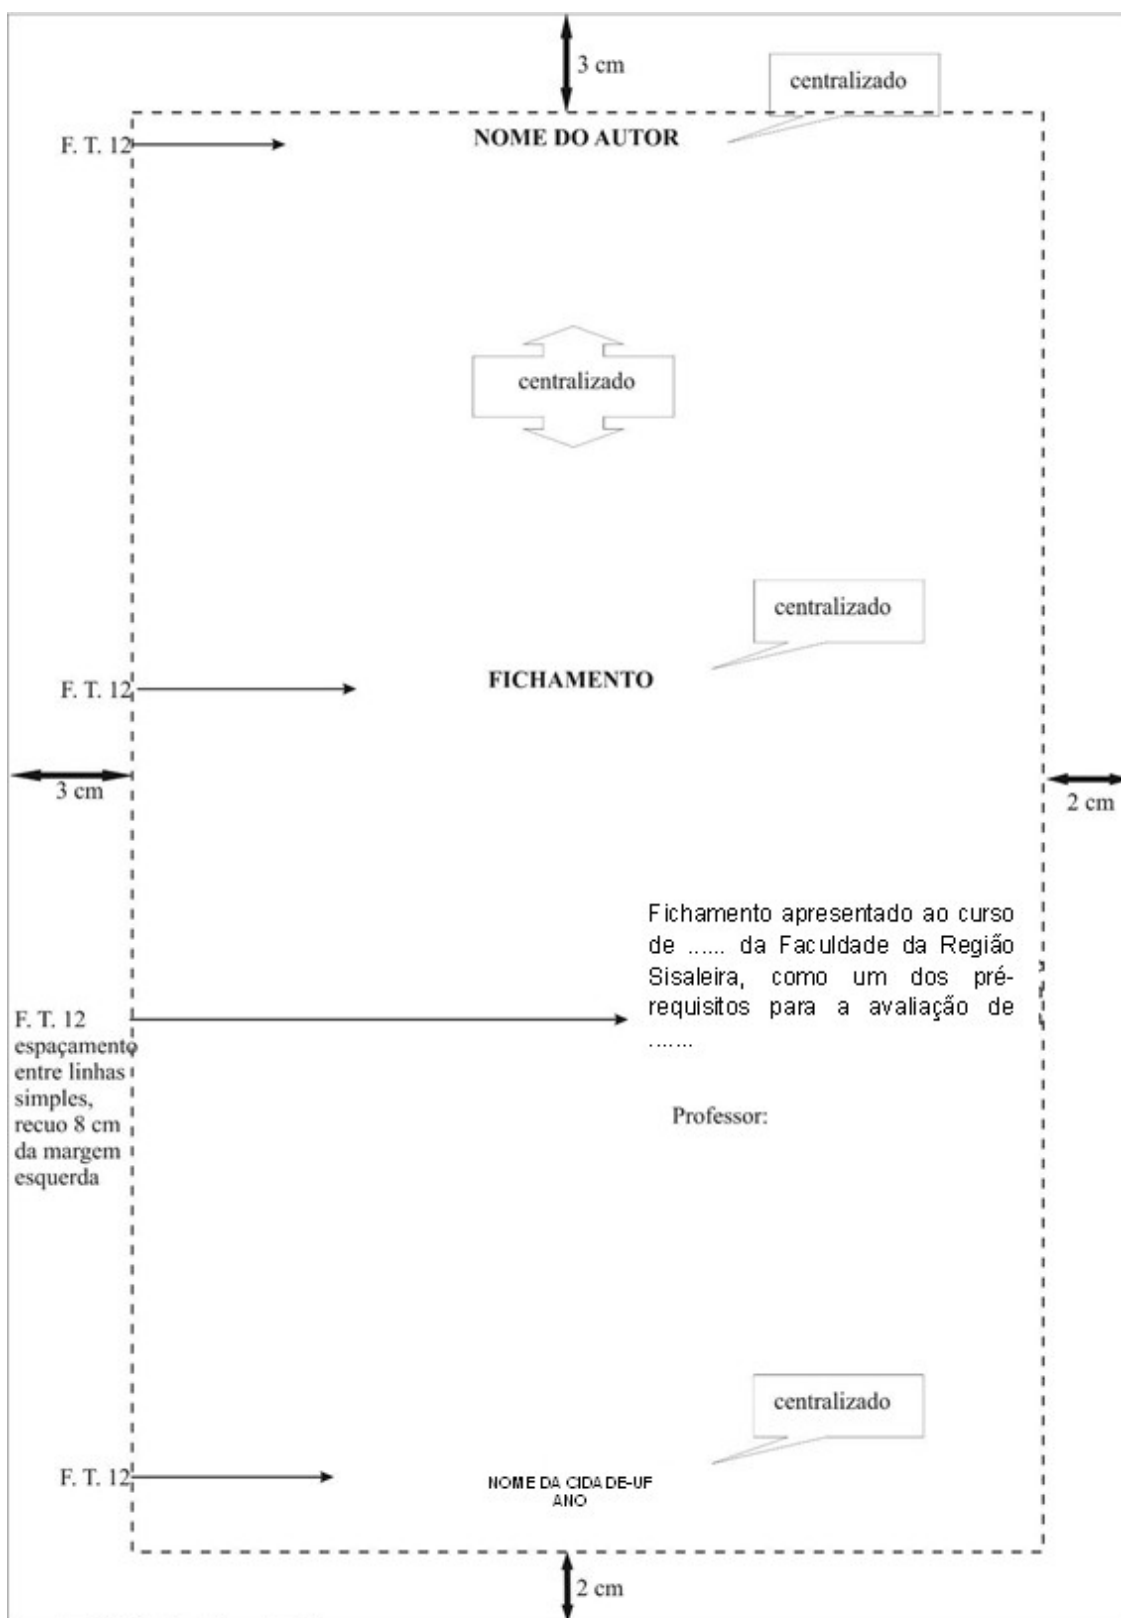 3 cm
centralizado
F. T. 12
NOME DO AUTOR
centralizado
centralizado
F. T. 12
FICHAMENTO
3 cm
2 cm
Fichamento apresentado ao curso
de ...... da Faculdade da Região
Sisaleira, como um dos pré-
requisitos para a avaliação de
.......
F. T. 12
espaçamento
entre linhas
simples,
recuo 8 cm
da margem
esquerda
Professor:
centralizado
F. T. 12
NOME DA CIDADE-UF
ANO
2 cm